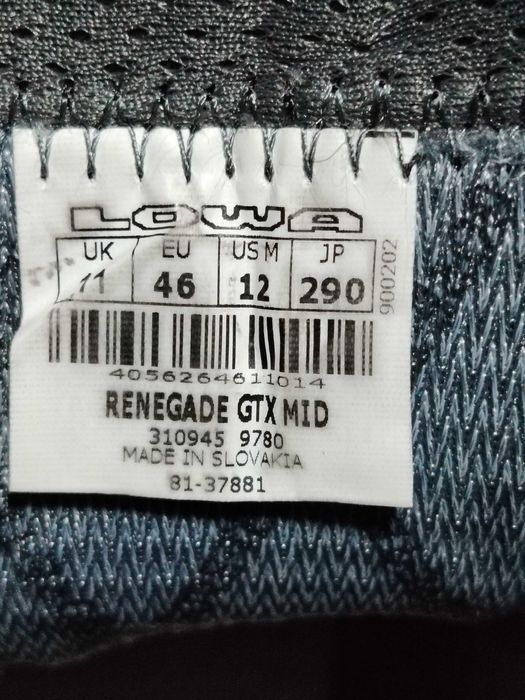 LOWA
UK EU US M JP
11 46 12 290
900202
4056264611014
RENEGADE GTX MID
310945 9780
MADE IN SLOVAKIA
81-37881